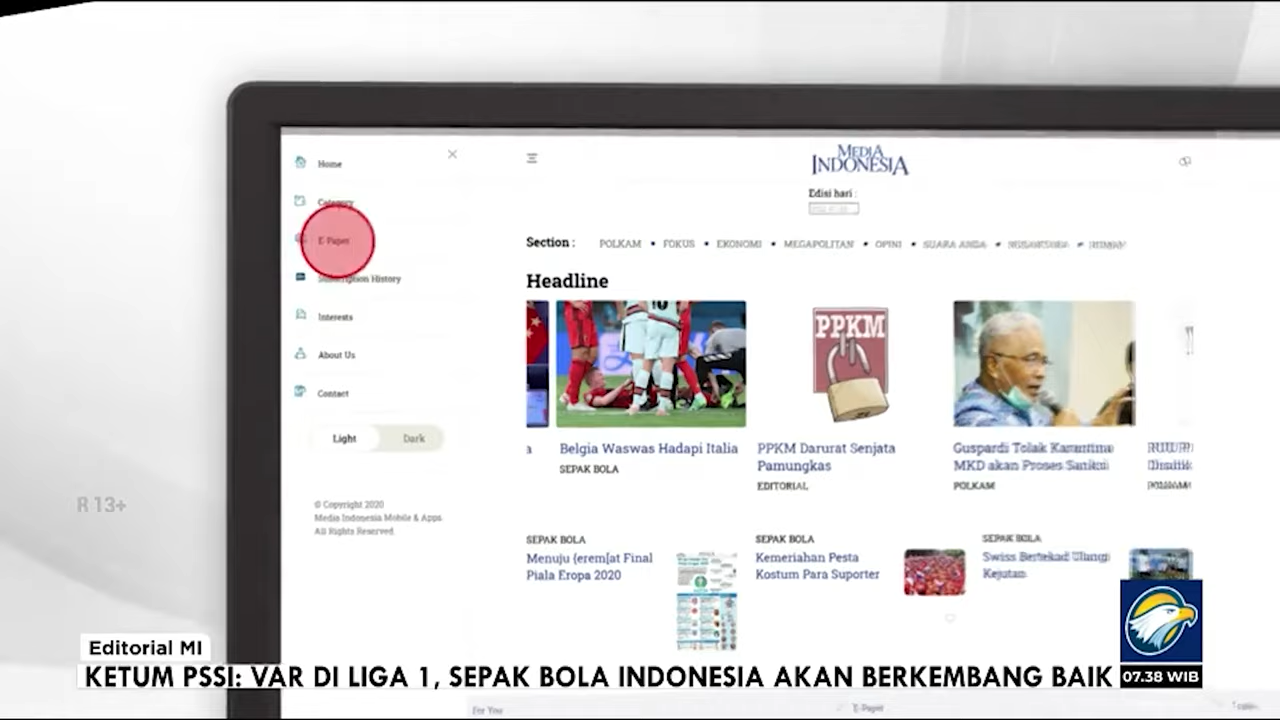 Home
Category
E-Paper
Subscription History
Interests
About Us
Contact
Light
Dark
© Copyright 2020
Media Indonesia Mobile & Apps
All Rights Reserved
MEDIA
INDONESIA
Edisi hari :
Section :
POLKAM • FOKUS • EKONOMI • MEGAPOLITAN • OPINI • SUARA ANDA •
Headline
PPKM
Belgia Waswas Hadapi Italia
SEPAK BOLA
PPKM Darurat Senjata
Pamungkas
EDITORIAL
Guspardi Tolak Karantina
MKD akan Proses Sanksi
POLKAM
SEPAK BOLA
Menuju (erem[at Final
Piala Eropa 2020
SEPAK BOLA
Kemeriahan Pesta
Kostum Para Suporter
SEPAK BOLA
Swiss Bertekad Ulangi
Kejutan
For You
E-Paper
R 13+
Editorial MI
KETUM PSSI: VAR DI LIGA 1, SEPAK BOLA INDONESIA AKAN BERKEMBANG BAIK
07.38 WIB